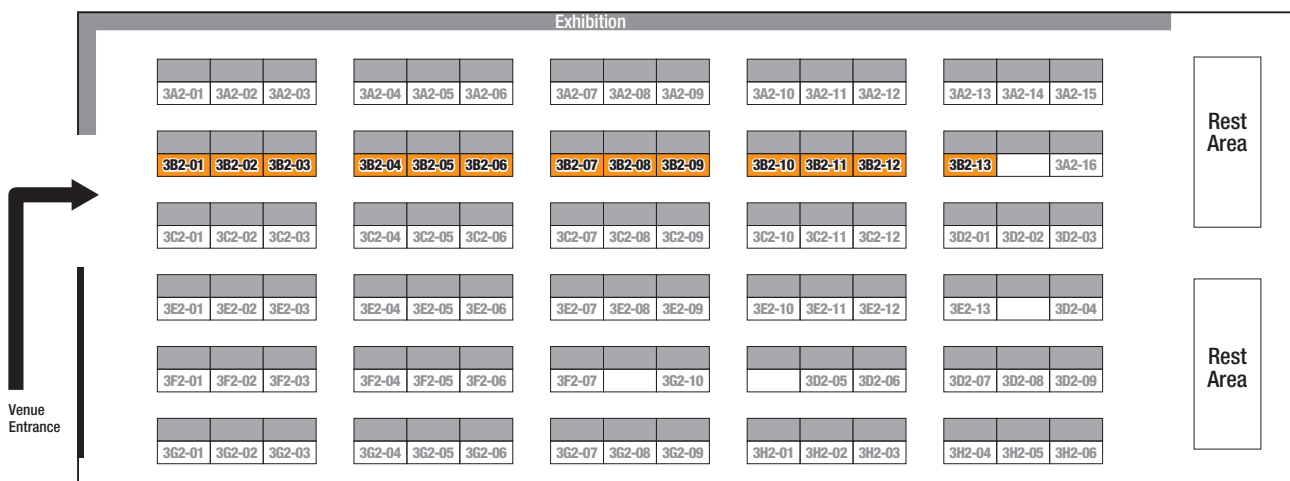 Exhibition
3A2-01 3A2-02 3A2-03 3A2-04 3A2-05 3A2-06 3A2-07 3A2-08 3A2-09 3A2-10 3A2-11 3A2-12 3A2-13 3A2-14 3A2-15
Rest
Area
3B2-01 3B2-02 3B2-03 3B2-04 3B2-05 3B2-06 3B2-07 3B2-08 3B2-09 3B2-10 3B2-11 3B2-12 3B2-13 3A2-16
3C2-01 3C2-02 3C2-03 3C2-04 3C2-05 3C2-06 3C2-07 3C2-08 3C2-09 3C2-10 3C2-11 3C2-12 3D2-01 3D2-02 3D2-03
3E2-01 3E2-02 3E2-03 3E2-04 3E2-05 3E2-06 3E2-07 3E2-08 3E2-09 3E2-10 3E2-11 3E2-12 3E2-13 3D2-04
Rest
Area
3F2-01 3F2-02 3F2-03 3F2-04 3F2-05 3F2-06 3F2-07 3G2-10 3D2-05 3D2-06 3D2-07 3D2-08 3D2-09
Venue
Entrance
3G2-01 3G2-02 3G2-03 3G2-04 3G2-05 3G2-06 3G2-07 3G2-08 3G2-09 3H2-01 3H2-02 3H2-03 3H2-04 3H2-05 3H2-06